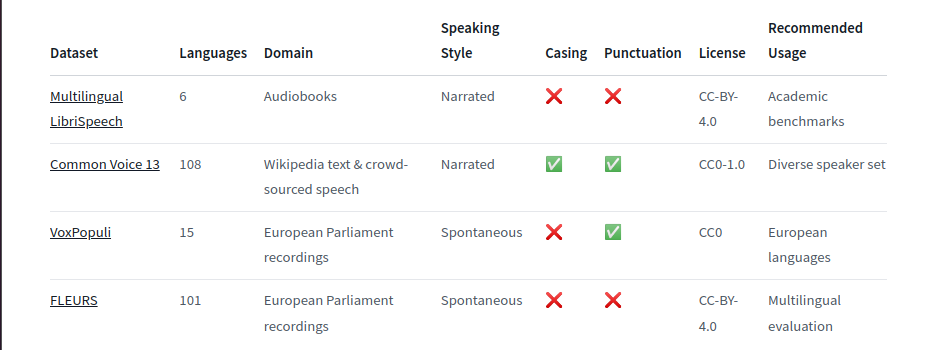 Dataset Languages Domain Speaking Style Casing Punctuation License Recommended Usage
Multilingual LibriSpeech 6 Audiobooks Narrated ❌ ❌ CC-BY-4.0 Academic benchmarks
Common Voice 13 108 Wikipedia text & crowd-sourced speech Narrated ✅ ✅ CC0-1.0 Diverse speaker set
VoxPopuli 15 European Parliament recordings Spontaneous ❌ ✅ CC0 European languages
FLEURS 101 European Parliament recordings Spontaneous ❌ ❌ CC-BY-4.0 Multilingual evaluation